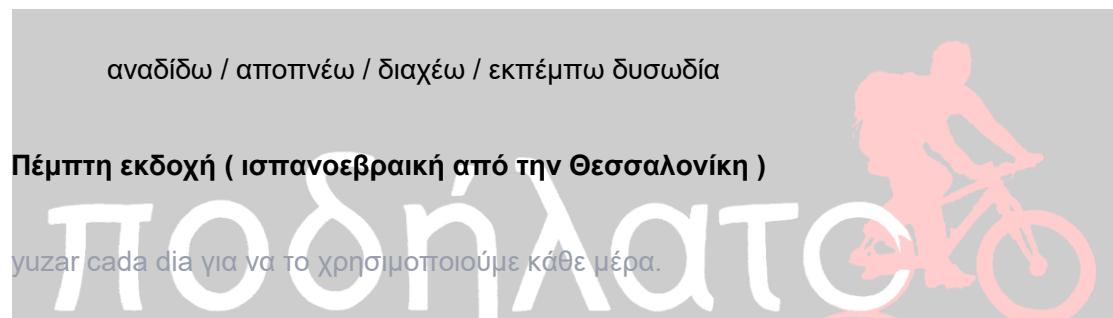 αναδίδω / αποπνέω / διαχέω / εκπέμπω δυσωδία
Πέμπτη εκδοχή ( ισπανοεβραική από την Θεσσαλονίκη )
yuzar cada dia για να το χρησιμοποιούμε κάθε μέρα.
ποδήλατο